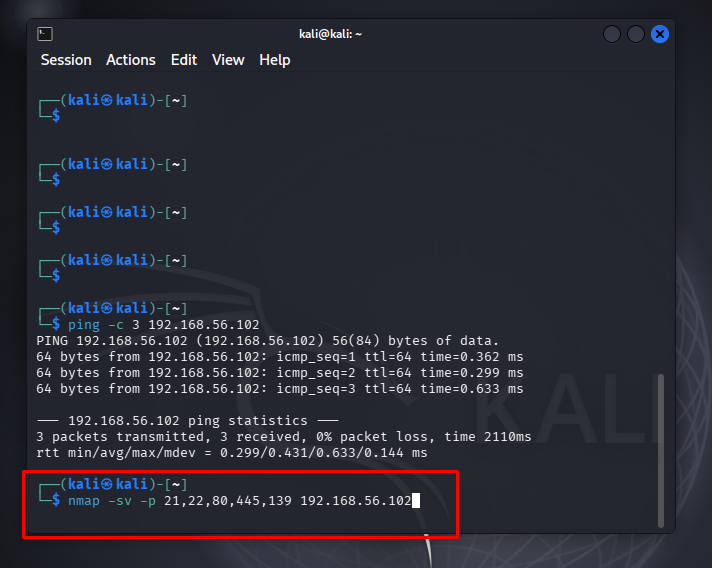 kali@kali: ~
Session Actions Edit View Help
┌──(kali㉿kali)-[~]
└─$
┌──(kali㉿kali)-[~]
└─$
┌──(kali㉿kali)-[~]
└─$
┌──(kali㉿kali)-[~]
└─$
┌──(kali㉿kali)-[~]
└─$ ping -c 3 192.168.56.102
PING 192.168.56.102 (192.168.56.102) 56(84) bytes of data.
64 bytes from 192.168.56.102: icmp_seq=1 ttl=64 time=0.362 ms
64 bytes from 192.168.56.102: icmp_seq=2 ttl=64 time=0.299 ms
64 bytes from 192.168.56.102: icmp_seq=3 ttl=64 time=0.633 ms
--- 192.168.56.102 ping statistics ---
3 packets transmitted, 3 received, 0% packet loss, time 2110ms
rtt min/avg/max/mdev = 0.299/0.431/0.633/0.144 ms
┌──(kali㉿kali)-[~]
└─$ nmap -sv -p 21,22,80,445,139 192.168.56.102
KALI